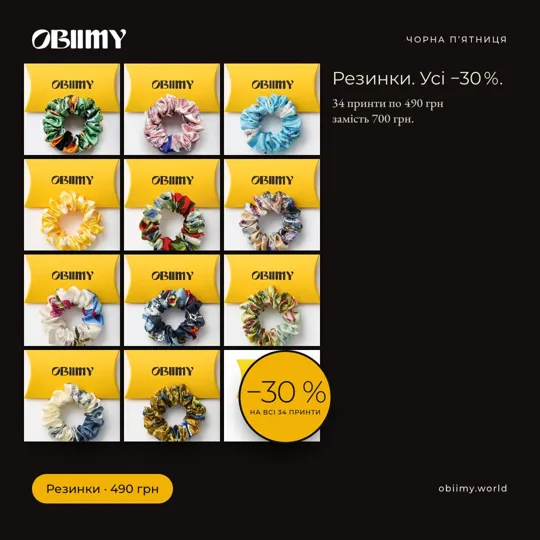 OBIIMY
ЧОРНА П'ЯТНИЦЯ
Резинки. Усі −30 %.
34 принти по 490 грн
замість 700 грн.
OBIIMY
OBIIMY
OBIIMY
OBIIMY
OBIIMY
OBIIMY
OBIIMY
OBIIMY
OBIIMY
OBIIMY
OBIIMY
−30 %
НА ВСІ 34 ПРИНТИ
Резинки · 490 грн
obiimy.world